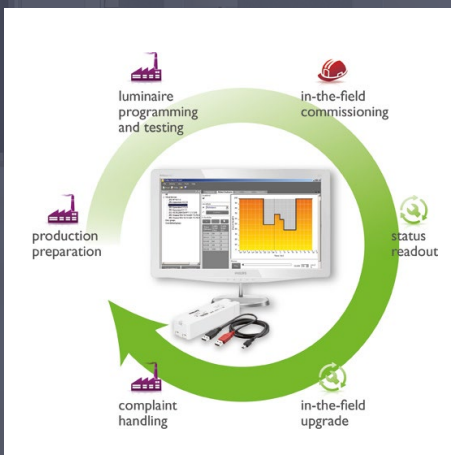 luminaire
programming
and testing
in-the-field
commissioning
production
preparation
status
readout
complaint
handling
in-the-field
upgrade